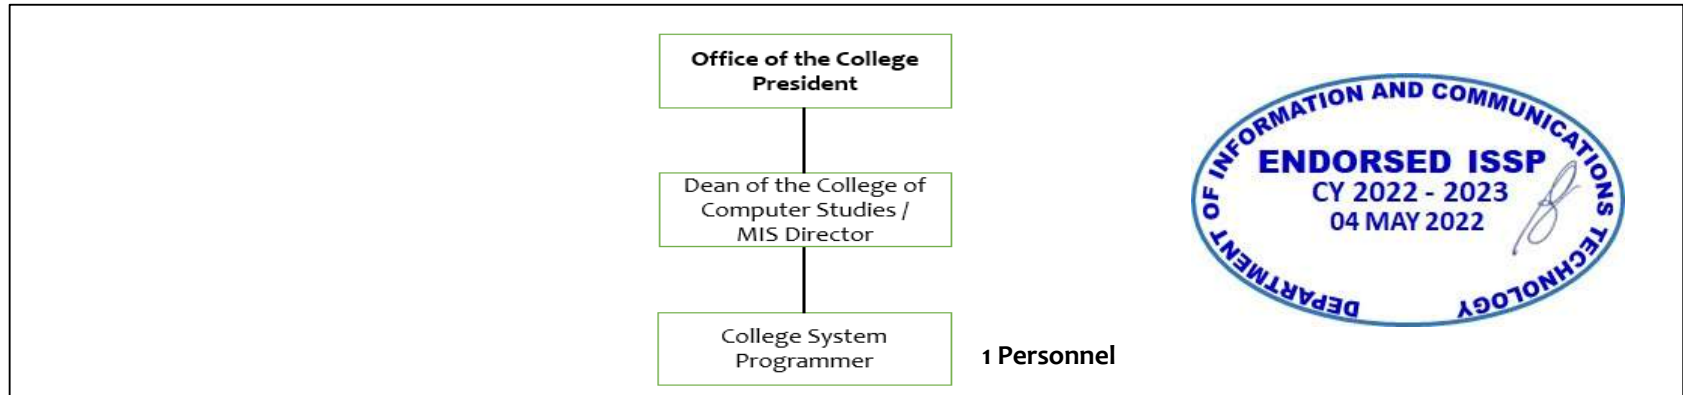 Office of the College
President
Dean of the College of
Computer Studies /
MIS Director
College System
Programmer
1 Personnel
DEPARTMENT OF INFORMATION AND COMMUNICATIONS TECHNOLOGY
ENDORSED ISSP
CY 2022 - 2023
04 MAY 2022